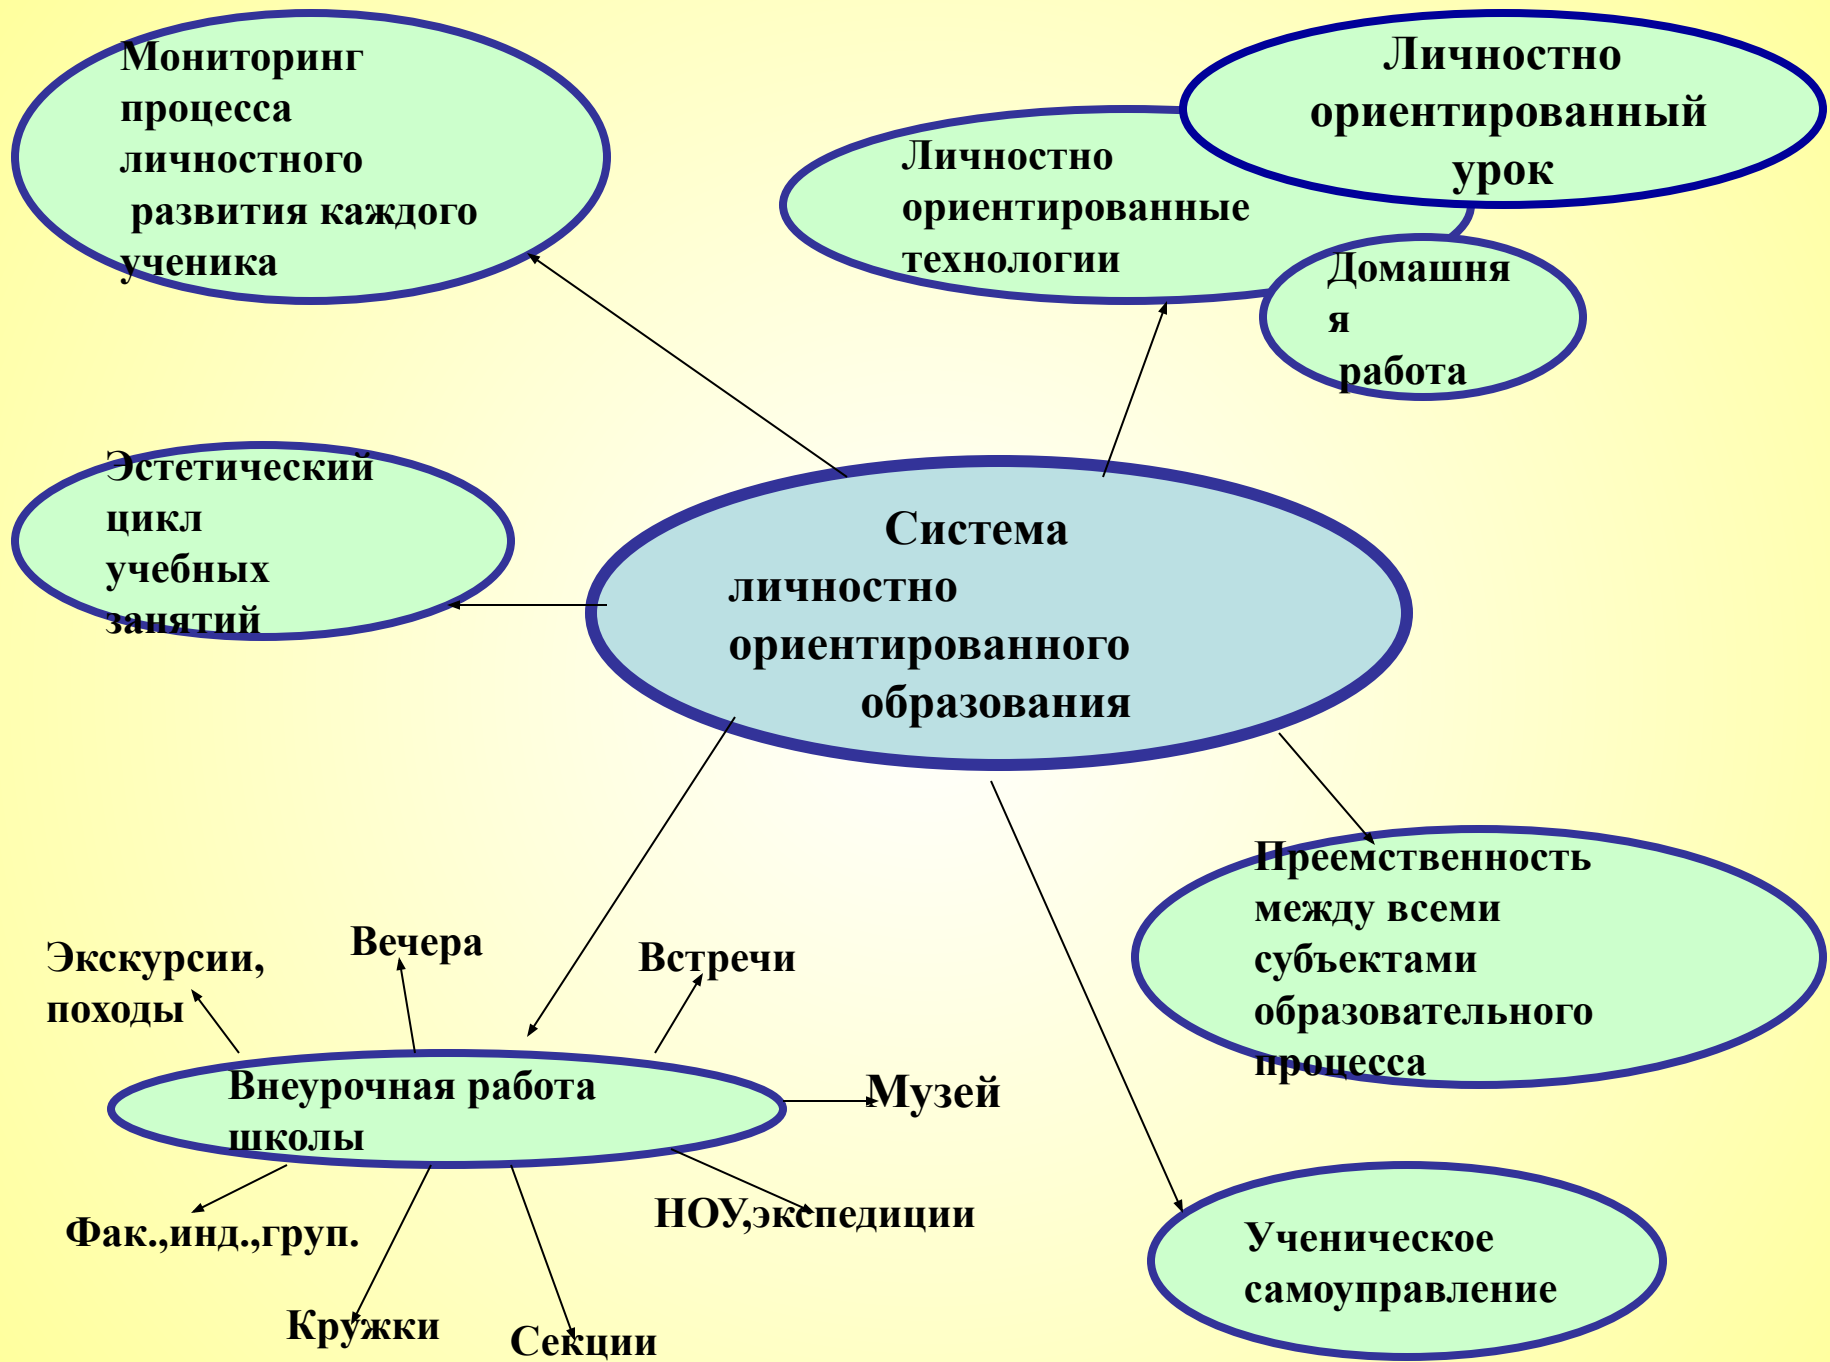 Мониторинг
процесса
личностного
развития каждого
ученика
Личностно
ориентированный
урок
Личностно
ориентированные
технологии
Домашня
я
работа
Эстетический
цикл
учебных
занятий
Система
личностно
ориентированного
образования
Преемственность
между всеми
субъектами
образовательного
процесса
Экскурсии,
походы
Вечера
Встречи
Внеурочная работа
школы
Музей
НОУ,экспедиции
Фак.,инд.,груп.
Кружки
Секции
Ученическое
самоуправление